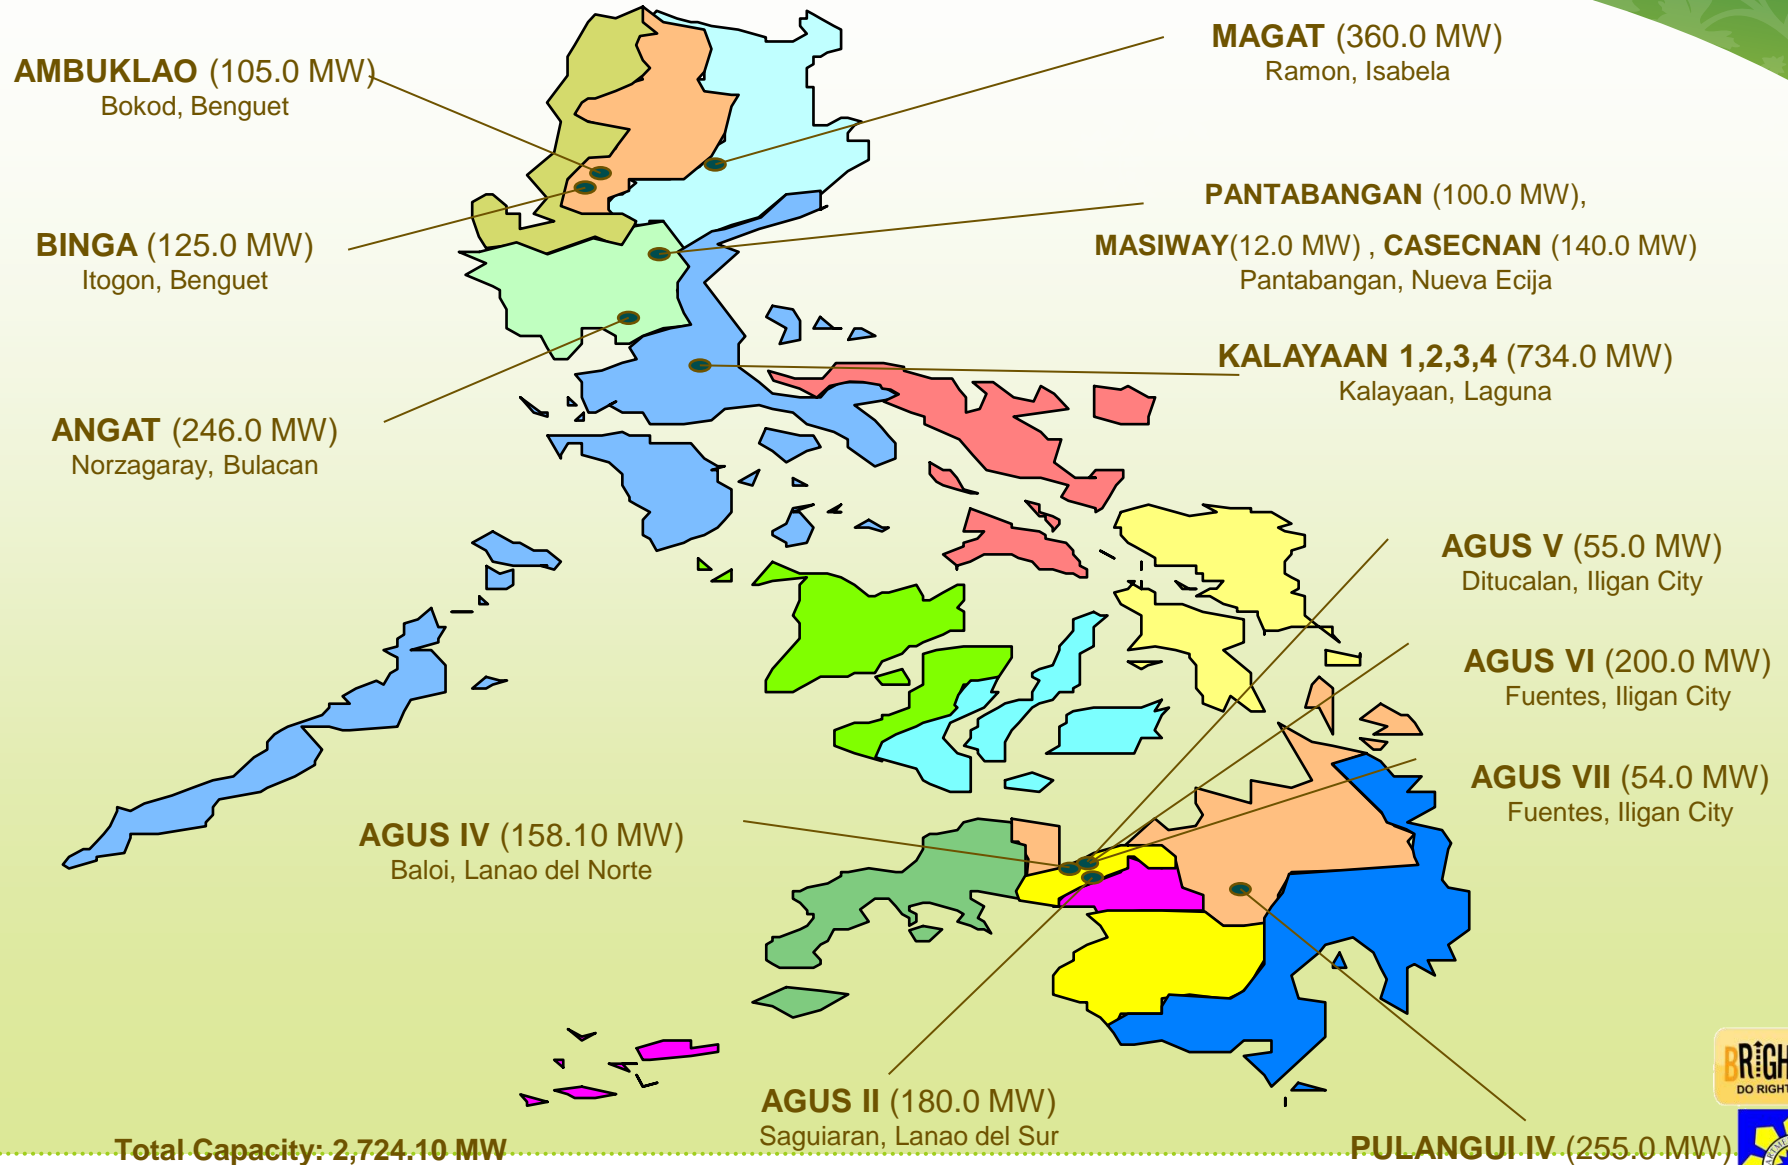 AMBUKLAO (105.0 MW)
Bokod, Benguet
MAGAT (360.0 MW)
Ramon, Isabela
BINGA (125.0 MW)
Itogon, Benguet
PANTABANGAN (100.0 MW),
MASIWAY(12.0 MW) , CASECNAN (140.0 MW)
Pantabangan, Nueva Ecija
KALAYAAN 1,2,3,4 (734.0 MW)
Kalayaan, Laguna
ANGAT (246.0 MW)
Norzagaray, Bulacan
AGUS V (55.0 MW)
Ditucalan, Iligan City
AGUS VI (200.0 MW)
Fuentes, Iligan City
AGUS VII (54.0 MW)
Fuentes, Iligan City
AGUS IV (158.10 MW)
Baloi, Lanao del Norte
AGUS II (180.0 MW)
Saguiaran, Lanao del Sur
PULANGUI IV (255.0 MW)
Total Capacity: 2,724.10 MW
BRIGH
DO RIGHT